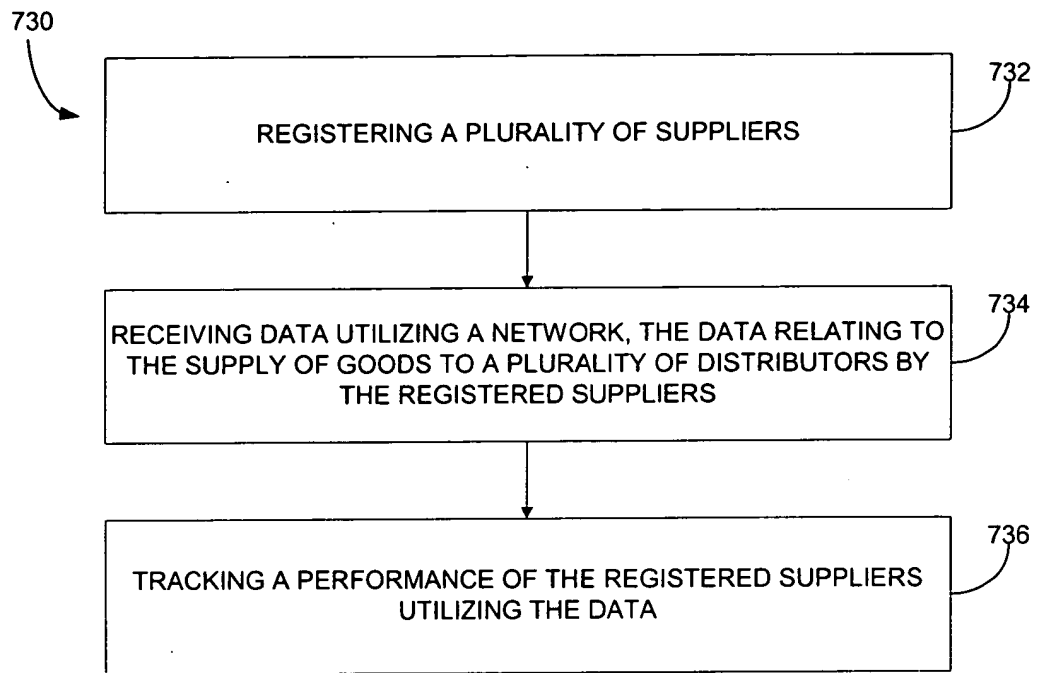 730
732
REGISTERING A PLURALITY OF SUPPLIERS
734
RECEIVING DATA UTILIZING A NETWORK, THE DATA RELATING TO
THE SUPPLY OF GOODS TO A PLURALITY OF DISTRIBUTORS BY
THE REGISTERED SUPPLIERS
736
TRACKING A PERFORMANCE OF THE REGISTERED SUPPLIERS
UTILIZING THE DATA